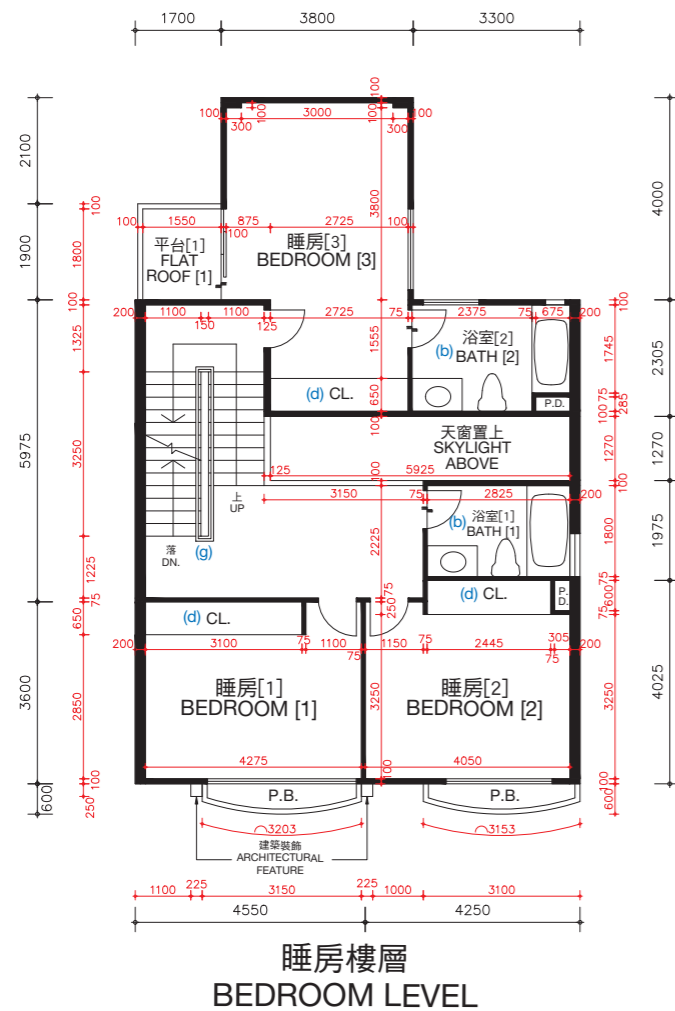 1700 3800 3300
100
100 100 3000 100 100
300 300
2100
4000
3800
100
100 1550 875 2725 100
100
1900
1800
平台[1]
FLAT
ROOF [1]
睡房[3]
BEDROOM [3]
100
100
200 1100 1100 2725 75 2375 75 675 200
150 125
1325
1555
1745
2305
浴室[2]
(b) BATH [2]
650
(d) CL.
75
P.D.
285
100
5975
3250
100
天窗置上
SKYLIGHT
ABOVE
1270
1270
125 5925
100
100
3150 75 2825 200
上
UP
浴室[1]
(b) BATH [1]
落
DN.
(g)
2225
1800
1975
1225
75
75
600
(d) CL.
P.
D.
75
250
75
650
(d) CL.
200 3100 75 1100 1150 75 2445 305 200
75 75
3600
2850
3250
3250
4025
睡房[1]
BEDROOM [1]
睡房[2]
BEDROOM [2]
4275 4050
100
100
100
P.B. P.B.
600
250
600
3203 3153
建築裝飾
ARCHITECTURAL
FEATURE
1100 225 3150 225 1000 3100
4550 4250
睡房樓層
BEDROOM LEVEL